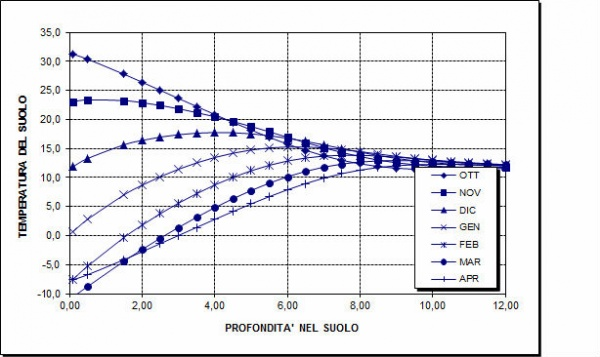 35,0
30,0
25,0
20,0
15,0
10,0
5,0
0,0
-5,0
-10,0
TEMPERATURA DEL SUOLO
OTT
NOV
DIC
GEN
FEB
MAR
APR
0,00 2,00 4,00 6,00 8,00 10,00 12,00
PROFONDITA' NEL SUOLO